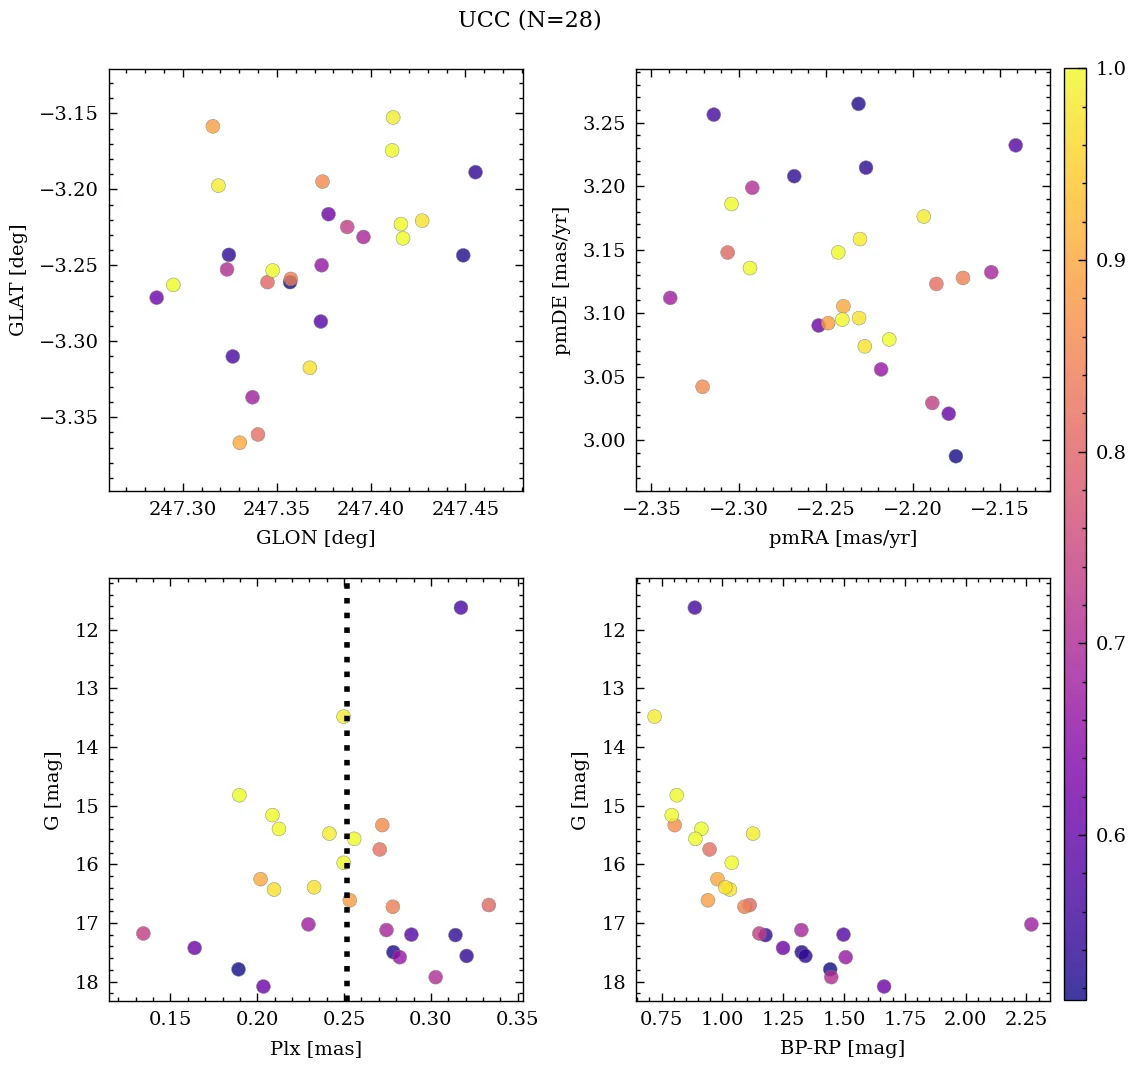 UCC (N=28)
−3.15
−3.20
−3.25
−3.30
−3.35
GLAT [deg]
247.30 247.35 247.40 247.45
GLON [deg]
3.25
3.20
3.15
3.10
3.05
3.00
pmDE [mas/yr]
−2.35 −2.30 −2.25 −2.20 −2.15
pmRA [mas/yr]
1.0
0.9
0.8
0.7
0.6
12
13
14
15
16
17
18
G [mag]
0.15 0.20 0.25 0.30 0.35
Plx [mas]
12
13
14
15
16
17
18
G [mag]
0.75 1.00 1.25 1.50 1.75 2.00 2.25
BP-RP [mag]